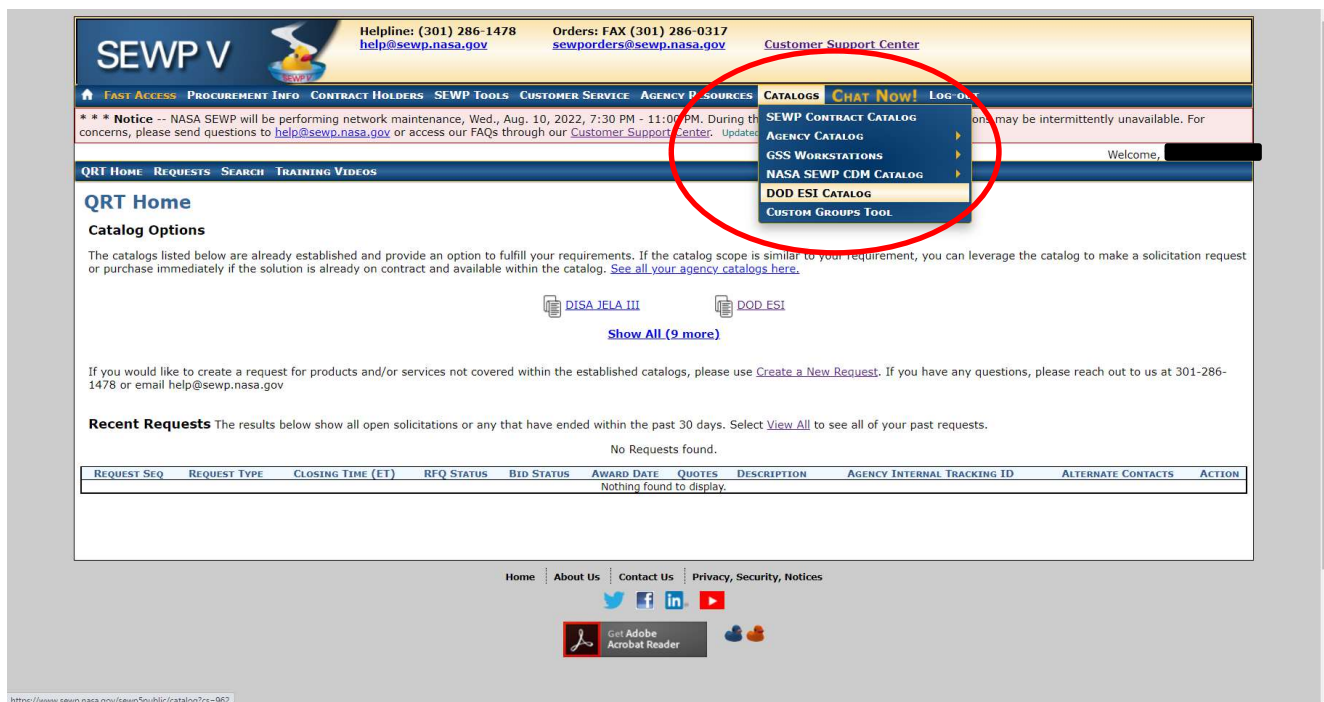 SEWP V
SEWP V
Helpline: (301) 286-1478 Orders: FAX (301) 286-0317
help@sewp.nasa.gov sewporders@sewp.nasa.gov Customer Support Center
Fast Access Procurement Info Contract Holders SEWP Tools Customer Service Agency Resources Catalogs Chat Now! Log-out
* * * Notice -- NASA SEWP will be performing network maintenance, Wed., Aug. 10, 2022, 7:30 PM - 11:00 PM. During th ons may be intermittently unavailable. For
concerns, please send questions to help@sewp.nasa.gov or access our FAQs through our Customer Support Center. Updated
SEWP Contract Catalog
Agency Catalog
GSS Workstations
NASA SEWP CDM Catalog
DOD ESI Catalog
Custom Groups Tool
Welcome,
QRT Home Requests Search Training Videos
QRT Home
Catalog Options
The catalogs listed below are already established and provide an option to fulfill your requirements. If the catalog scope is similar to your requirement, you can leverage the catalog to make a solicitation request
or purchase immediately if the solution is already on contract and available within the catalog. See all your agency catalogs here.
DISA JELA III DOD ESI
Show All (9 more)
If you would like to create a request for products and/or services not covered within the established catalogs, please use Create a New Request. If you have any questions, please reach out to us at 301-286-
1478 or email help@sewp.nasa.gov
Recent Requests The results below show all open solicitations or any that have ended within the past 30 days. Select View All to see all of your past requests.
No Requests found.
Request Seq Request Type Closing Time (ET) RFQ Status Bid Status Award Date Quotes Description Agency Internal Tracking ID Alternate Contacts Action
Nothing found to display.
Home About Us Contact Us Privacy, Security, Notices
Get Adobe
Acrobat Reader
https://www.sewp.nasa.gov/sewp5public/catalog?cs=962